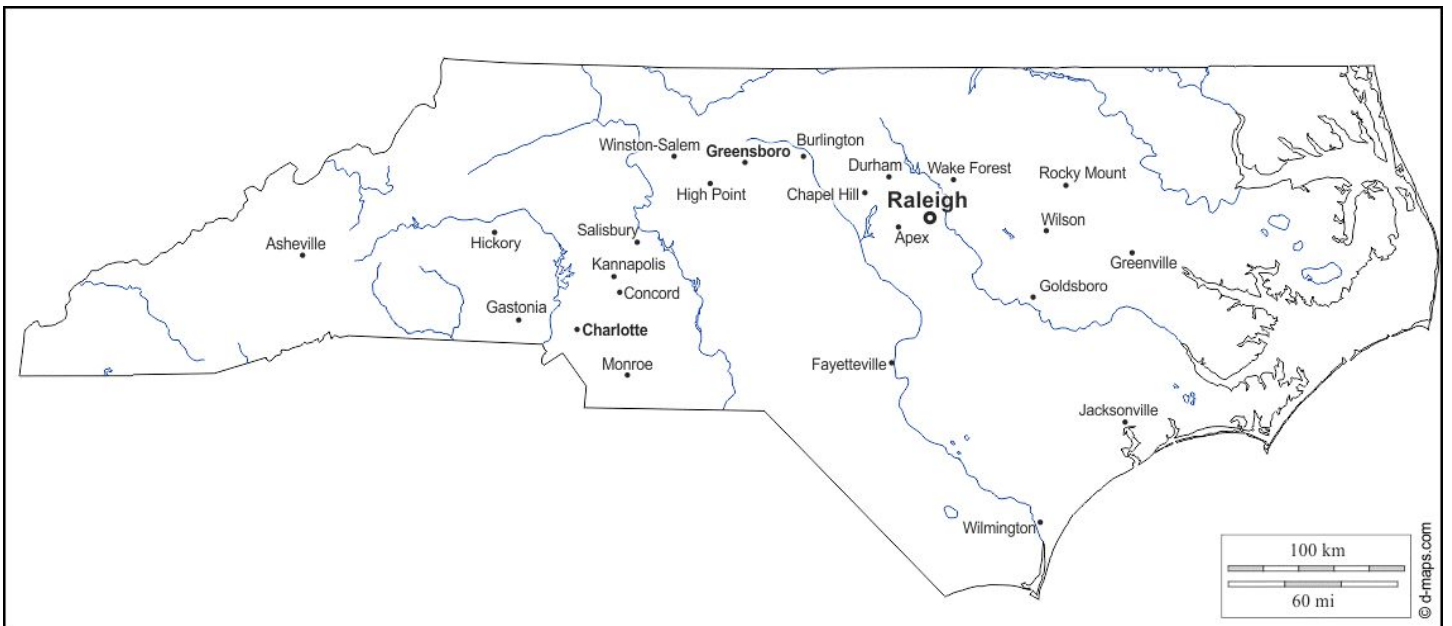 Winston-Salem
Greensboro
Burlington
High Point
Durham
Wake Forest
Chapel Hill
Raleigh
Apex
Rocky Mount
Wilson
Greenville
Goldsboro
Asheville
Hickory
Salisbury
Kannapolis
Concord
Gastonia
Charlotte
Monroe
Fayetteville
Jacksonville
Wilmington
100 km
60 mi
© d-maps.com